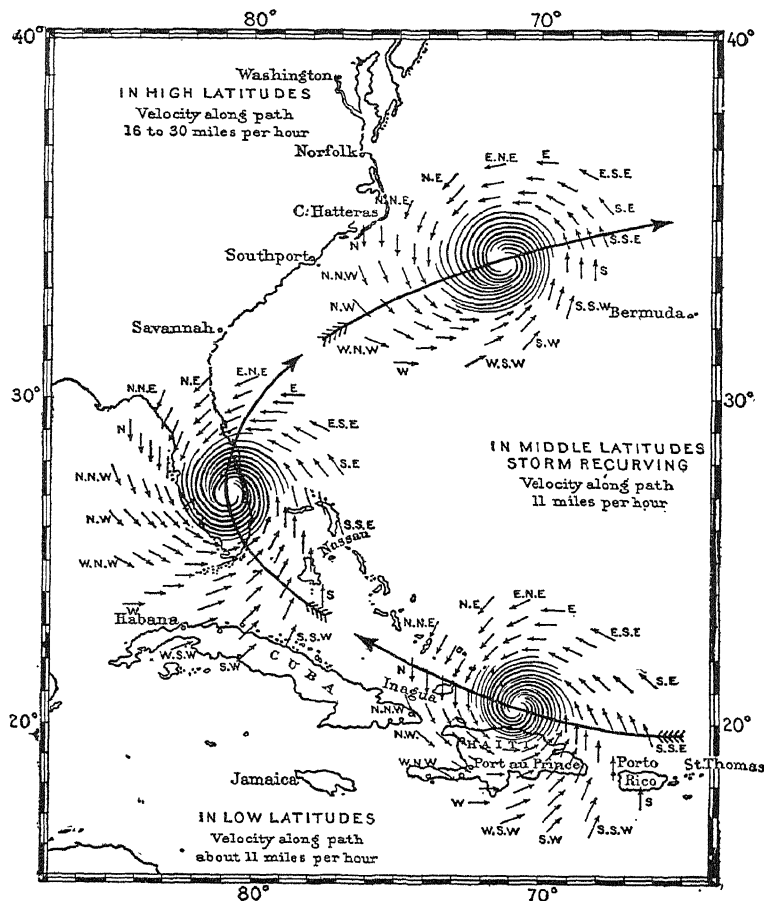 80° 70°
40° 40°
Washington
IN HIGH LATITUDES
Velocity along path
16 to 30 miles per hour
Norfolk
E.N.E E
N.E E.S.E
N.N.E S.E
C. Hatteras
N S.S.E
Southport
N.N.W S
N.W S.S.W Bermuda
Savannah
W.N.W S.W
W W.S.W
30° 30°
N.N.E N.E E.N.E E
N E.S.E
IN MIDDLE LATITUDES
STORM RECURVING
Velocity along path
11 miles per hour
N.N.W S.E
N.W S.S.E
Nassau
W.N.W
S
W
Habana
S.S.W
W.S.W S.W
CUBA
N.E E.N.E E
N.N.E E.S.E
N
Inagua S.E
N.N.W
20° 20°
N.W S.S.E
HAITI
W.N.W Port au Prince Porto St. Thomas
Rico
Jamaica
W S
W.S.W S.W S.S.W
IN LOW LATITUDES
Velocity along path
about 11 miles per hour
80° 70°